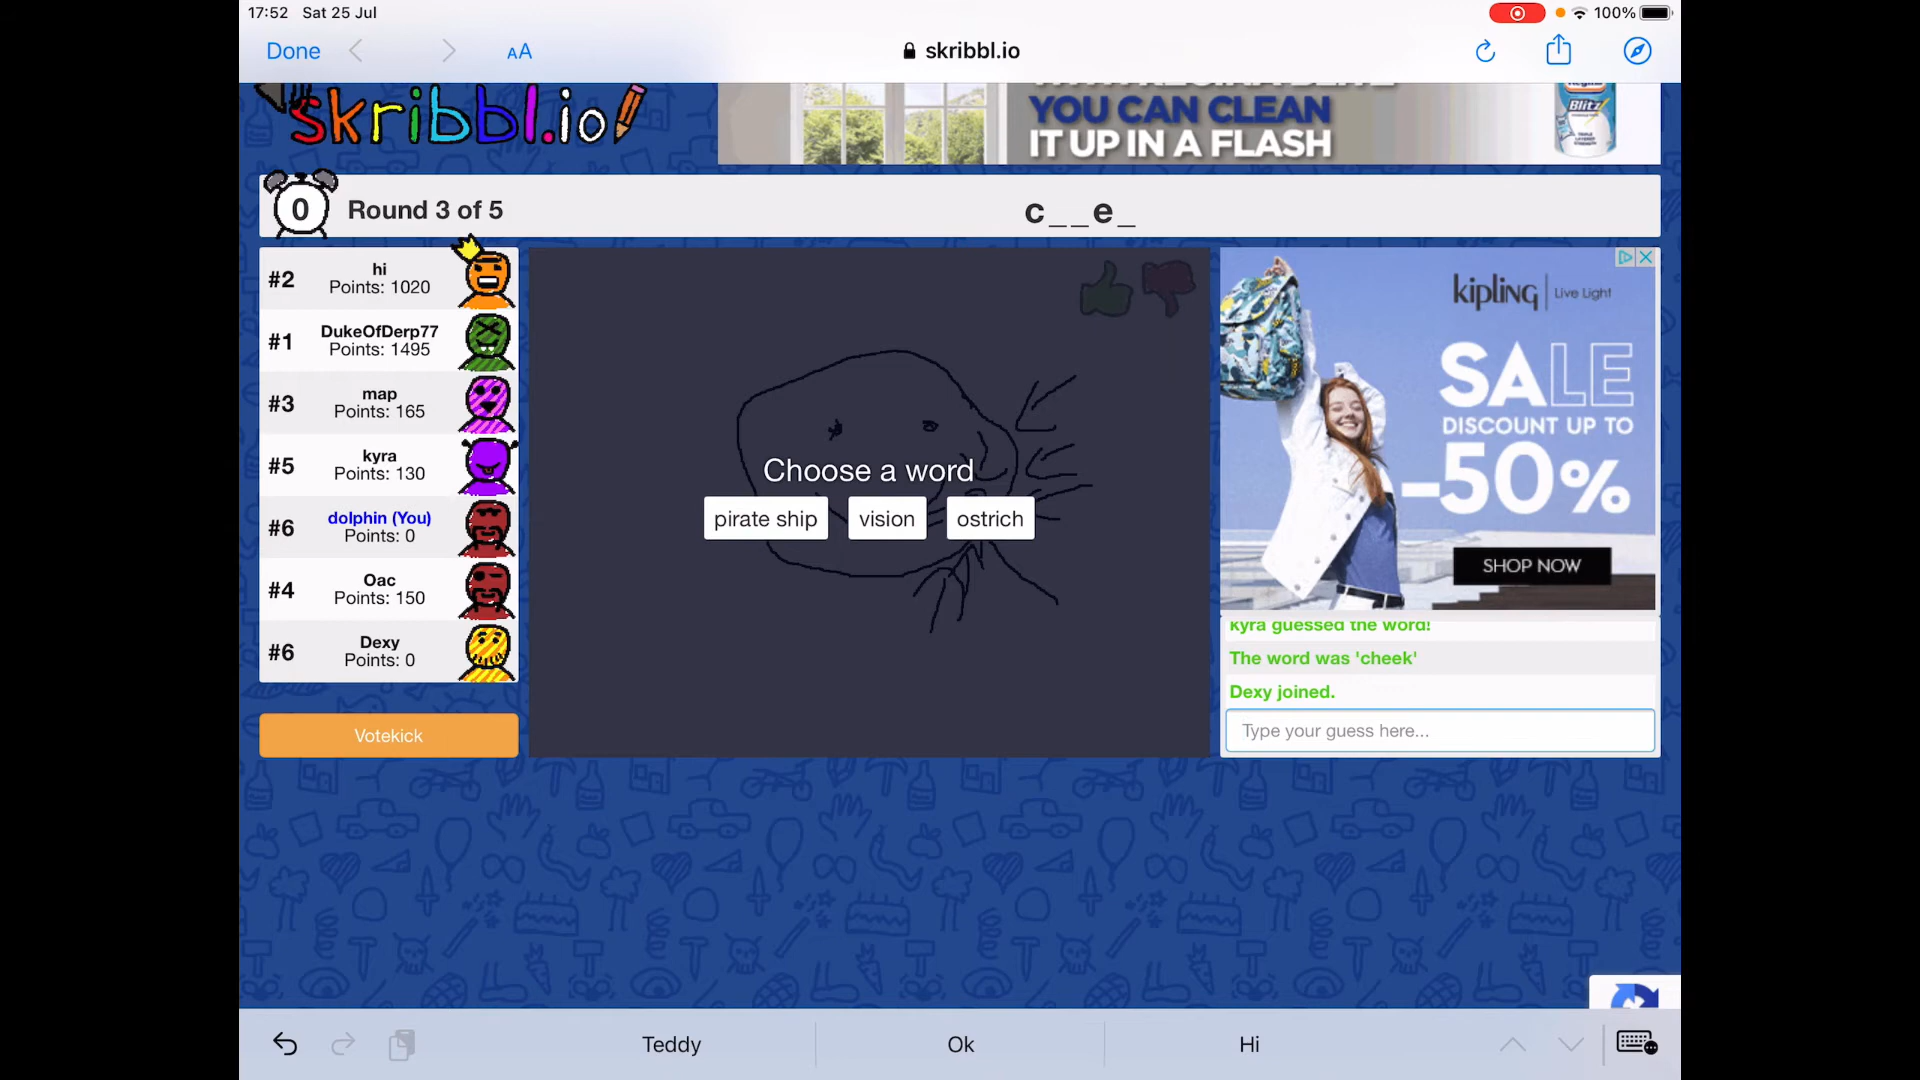 17:52 Sat 25 Jul
100%
Done
AA
skribbl.io
skribbl.io
YOU CAN CLEAN
IT UP IN A FLASH
Blitz
0
Round 3 of 5
c__e_
#2
hi
Points: 1020
#1
DukeOfDerp77
Points: 1495
#3
map
Points: 165
#5
kyra
Points: 130
#6
dolphin (You)
Points: 0
#4
Oac
Points: 150
#6
Dexy
Points: 0
Votekick
Choose a word
pirate ship
vision
ostrich
kipling Live Light
SALE
DISCOUNT UP TO
-50%
SHOP NOW
kyra guessed the word!
The word was 'cheek'
Dexy joined.
Type your guess here...
Teddy
Ok
Hi